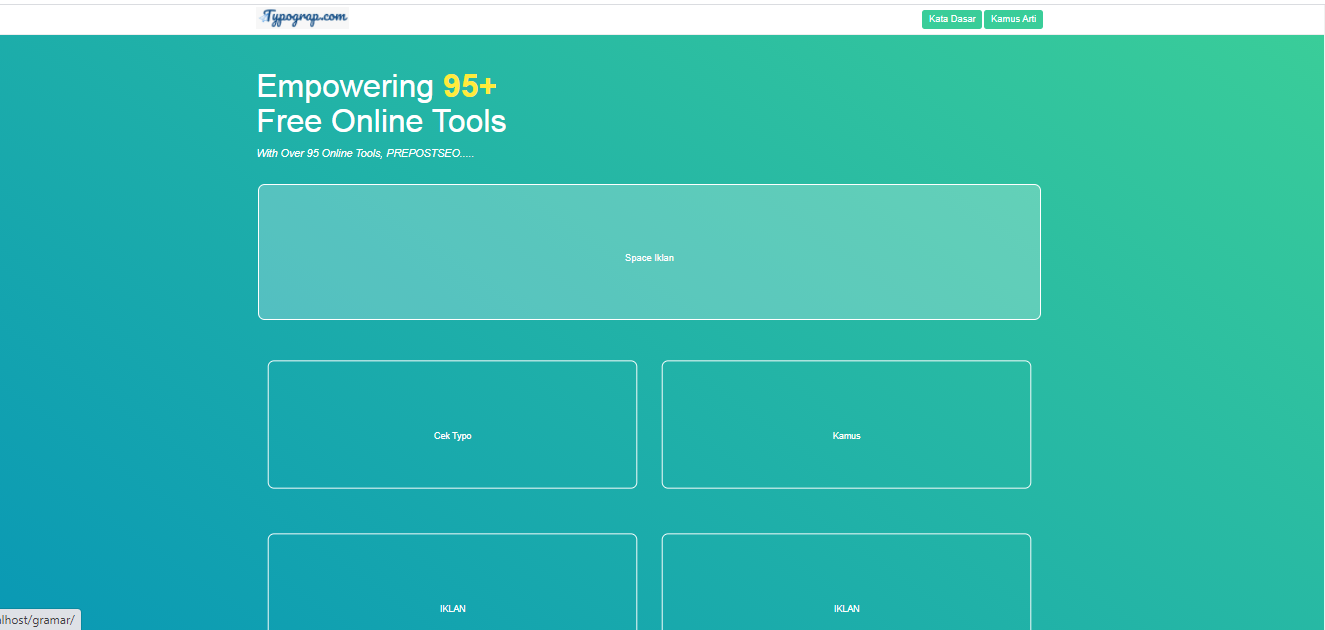 Typograp.com
Kata Dasar Kamus Arti
Empowering 95+
Free Online Tools
With Over 95 Online Tools, PREPOSTSEO.....
Space Iklan
Cek Typo
Kamus
IKLAN
IKLAN
lhost/gramar/